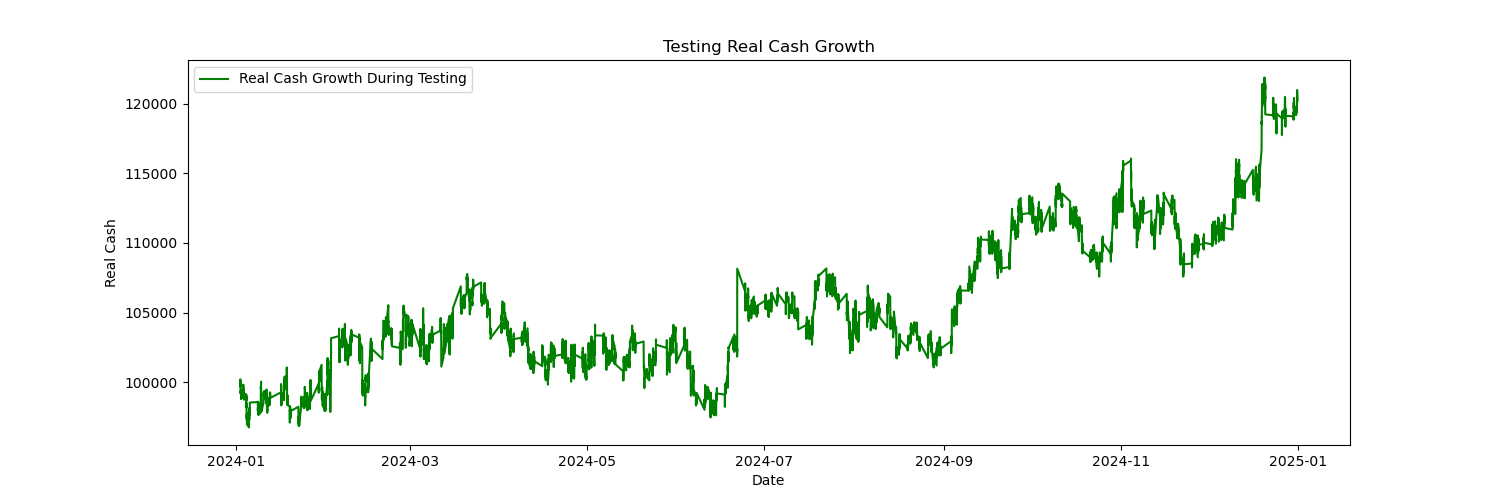 Testing Real Cash Growth
Real Cash Growth During Testing
120000
115000
110000
105000
100000
Real Cash
2024-01 2024-03 2024-05 2024-07 2024-09 2024-11 2025-01
Date